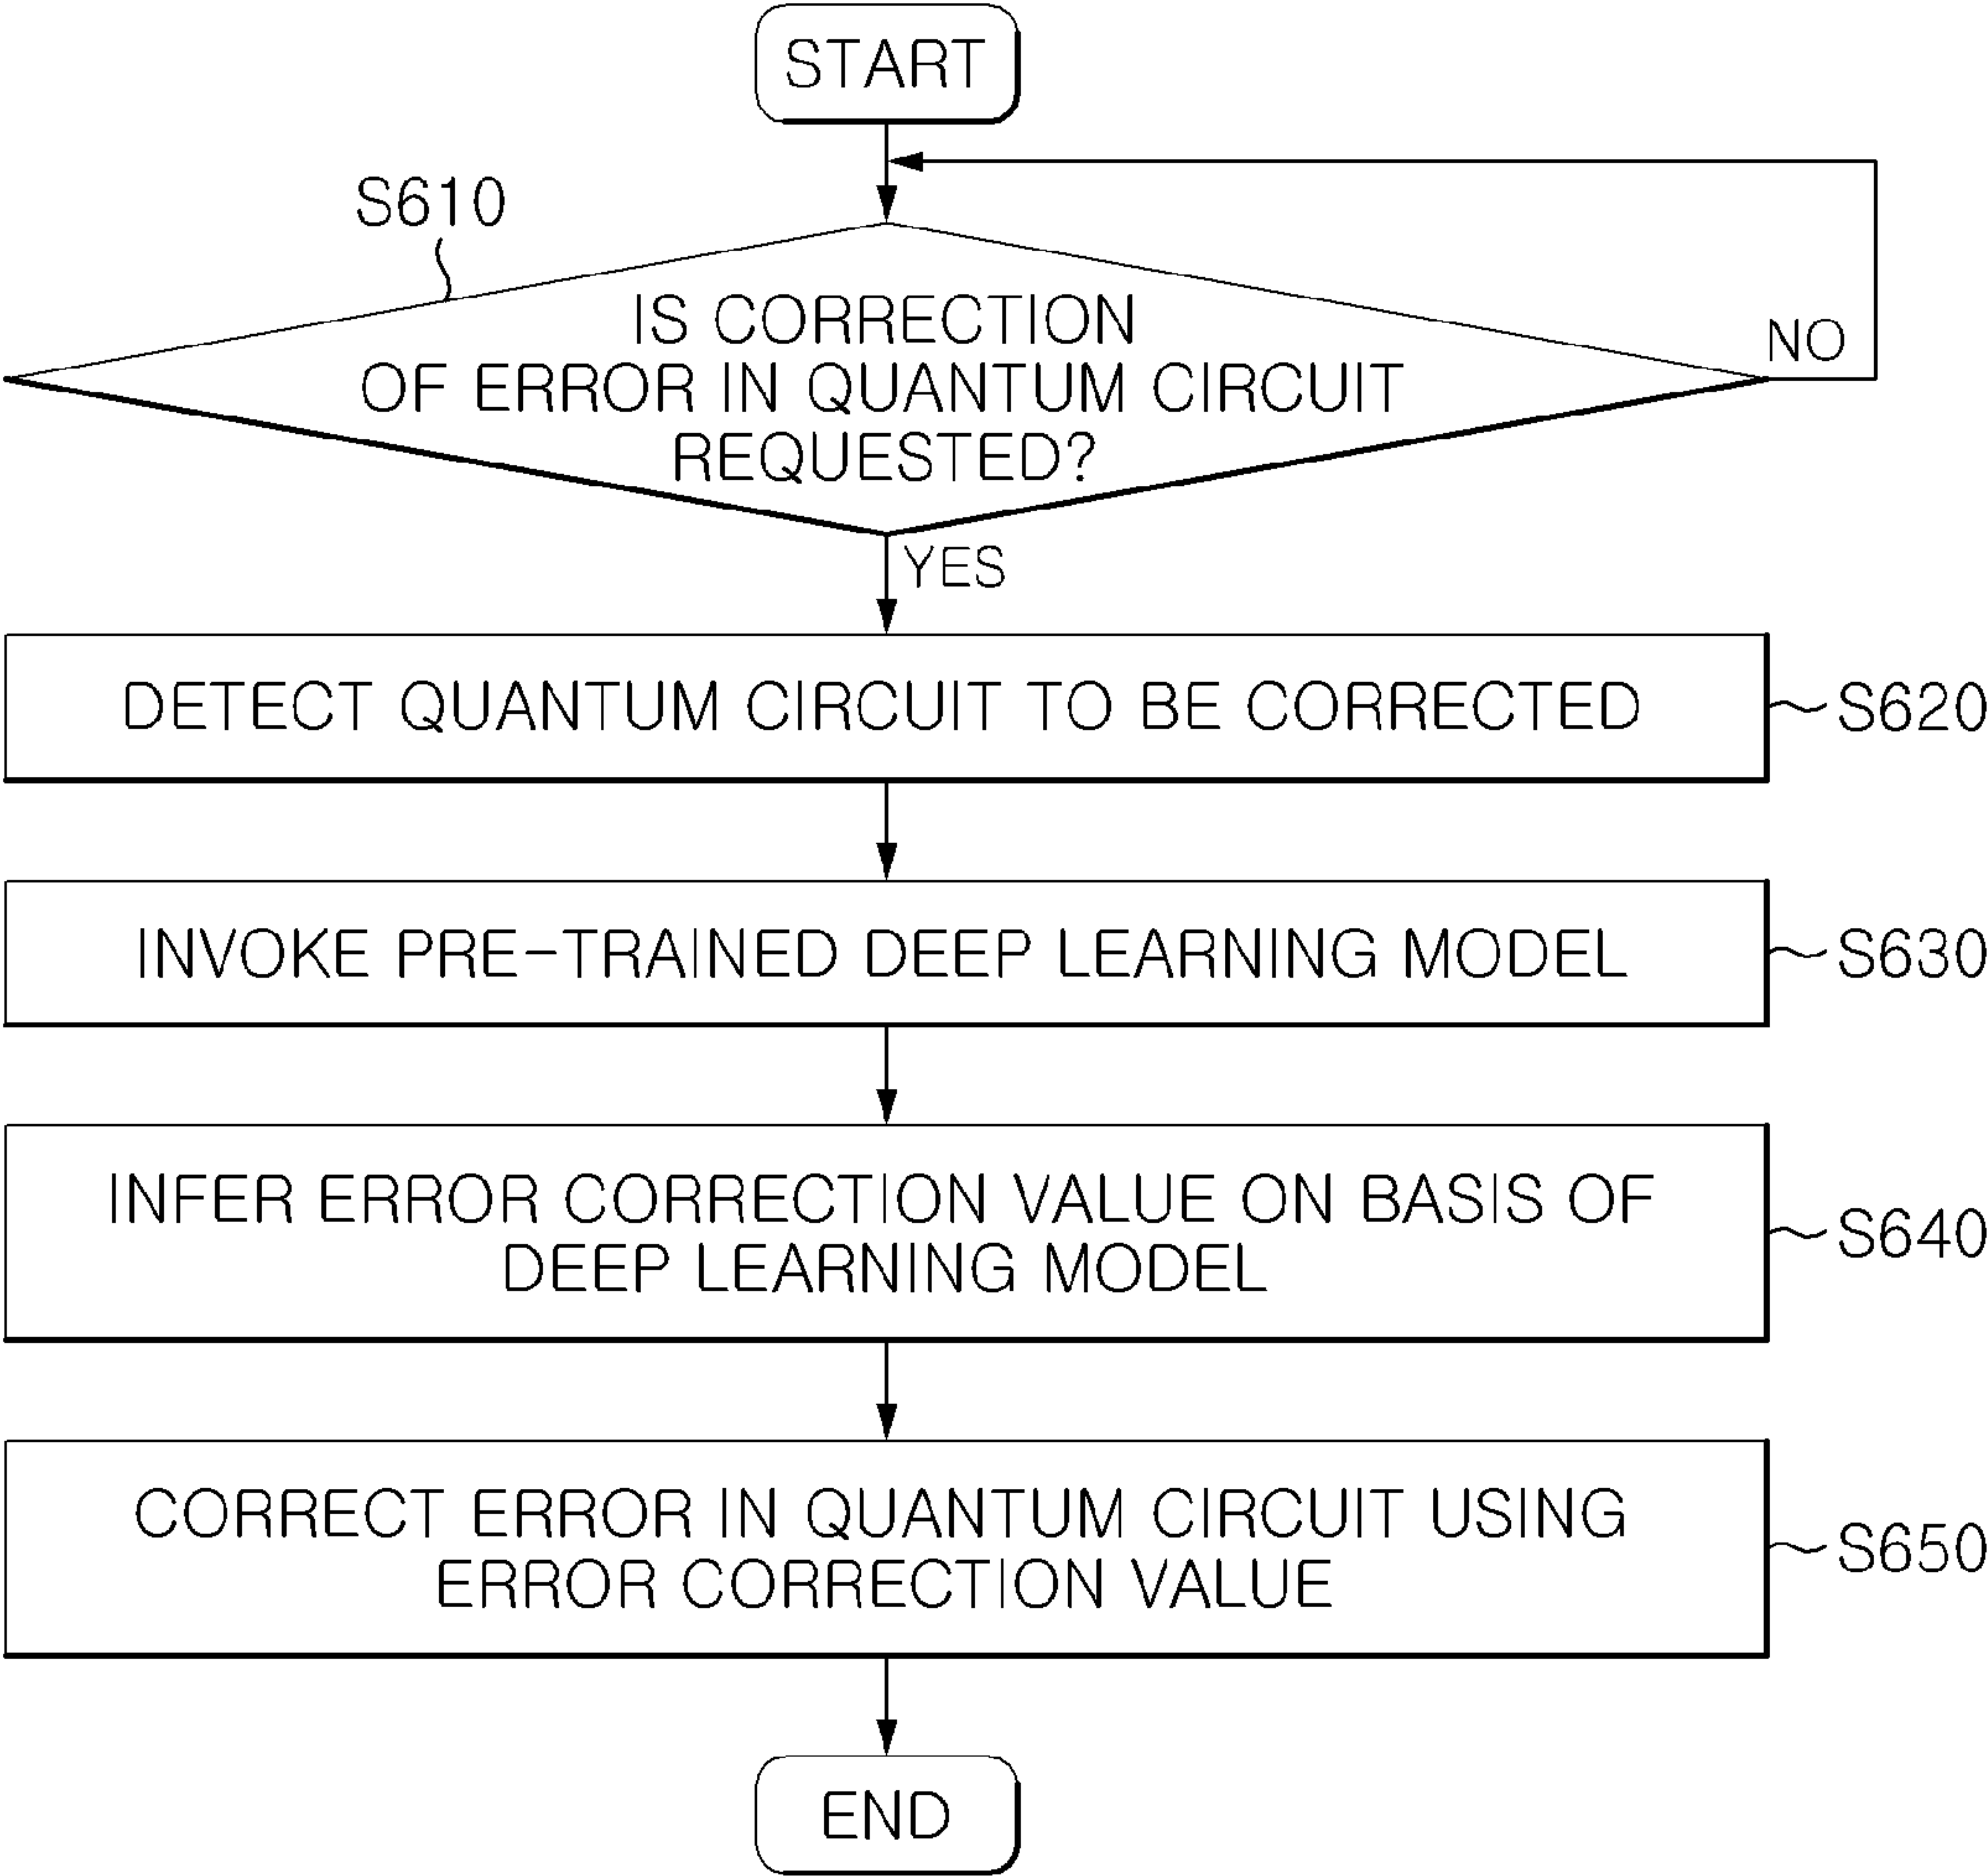 START
S610
IS CORRECTION
OF ERROR IN QUANTUM CIRCUIT
REQUESTED?
NO
YES
DETECT QUANTUM CIRCUIT TO BE CORRECTED
S620
INVOKE PRE-TRAINED DEEP LEARNING MODEL
S630
INFER ERROR CORRECTION VALUE ON BASIS OF
DEEP LEARNING MODEL
S640
CORRECT ERROR IN QUANTUM CIRCUIT USING
ERROR CORRECTION VALUE
S650
END